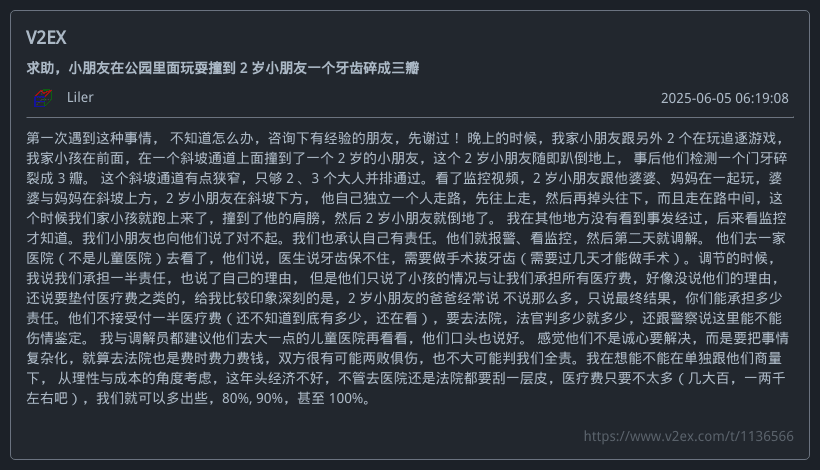 V2EX
求助，小朋友在公园里面玩耍撞到 2 岁小朋友一个牙齿碎成三瓣
Liler
2025-06-05 06:19:08
第一次遇到这种事情， 不知道怎么办，咨询下有经验的朋友，先谢过！ 晚上的时候，我家小朋友跟另外 2 个在玩追逐游戏，
我家小孩在前面，在一个斜坡通道上面撞到了一个 2 岁的小朋友，这个 2 岁小朋友随即趴倒地上， 事后他们检测一个门牙碎
裂成 3 瓣。 这个斜坡通道有点狭窄，只够 2 、3 个大人并排通过。看了监控视频，2 岁小朋友跟他婆婆、妈妈在一起玩，婆
婆与妈妈在斜坡上方，2 岁小朋友在斜坡下方， 他自己独立一个人走路，先往上走，然后再掉头往下，而且走在路中间，这
个时候我们家小孩就跑上来了，撞到了他的肩膀，然后 2 岁小朋友就倒地了。 我在其他地方没有看到事发经过，后来看监控
才知道。我们小朋友也向他们说了对不起。我们也承认自己有责任。他们就报警、看监控，然后第二天就调解。 他们去一家
医院（不是儿童医院）去看了，他们说，医生说牙齿保不住，需要做手术拔牙齿（需要过几天才能做手术）。调节的时候，
我说我们承担一半责任，也说了自己的理由， 但是他们只说了小孩的情况与让我们承担所有医疗费，好像没说他们的理由，
还说要垫付医疗费之类的，给我比较印象深刻的是，2 岁小朋友的爸爸经常说 不说那么多，只说最终结果，你们能承担多少
责任。他们不接受付一半医疗费（还不知道到底有多少，还在看），要去法院，法官判多少就多少，还跟警察说这里能不能
伤情鉴定。 我与调解员都建议他们去大一点的儿童医院再看看，他们口头也说好。 感觉他们不是诚心要解决，而是要把事情
复杂化，就算去法院也是费时费力费钱，双方很有可能两败俱伤，也不大可能判我们全责。我在想能不能在单独跟他们商量
下， 从理性与成本的角度考虑，这年头经济不好，不管去医院还是法院都要刮一层皮，医疗费只要不太多（几大百，一两千
左右吧），我们就可以多出些，80%, 90%，甚至 100%。
https://www.v2ex.com/t/1136566